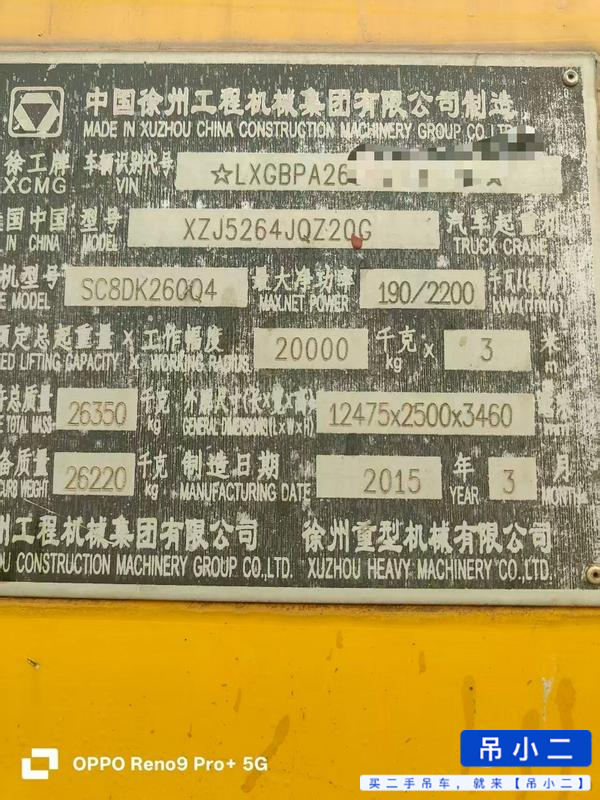 中国徐州工程机械集团有限公司制造
MADE IN XUZHOU CHINA CONSTRUCTION MACHINERY GROUP CO.,LTD.
徐工牌 车辆识别代号 ☆LXGBPA26
XCMG VIN
国中国 型号 XZJ5264JQZ20G 汽车起重机
IN CHINA MODEL TRUCK CRANE
机型号 SC8DK260Q4 最大净功率 190/2200
E MODEL MAX.NET POWER kW/(r/min)
额定总起重量 × 工作幅度 20000 千克 × 3 米
ED LIFTING CAPACITY × WORKING RADIUS kg m
总质量 26350 千克 12475x2500x3460
TOTAL MASS kg GENERAL DIMENSIONS(L×W×H)
备质量 26220 千克 制造日期 2015 年 3 月
CURB WEIGHT kg MANUFACTURING DATE YEAR MONTH
州工程机械集团有限公司 徐州重型机械有限公司
OU CONSTRUCTION MACHINERY GROUP CO.,LTD. XUZHOU HEAVY MACHINERY CO.,LTD.
吊小二
OPPO Reno9 Pro+ 5G
买二手吊车,就来【吊小二】